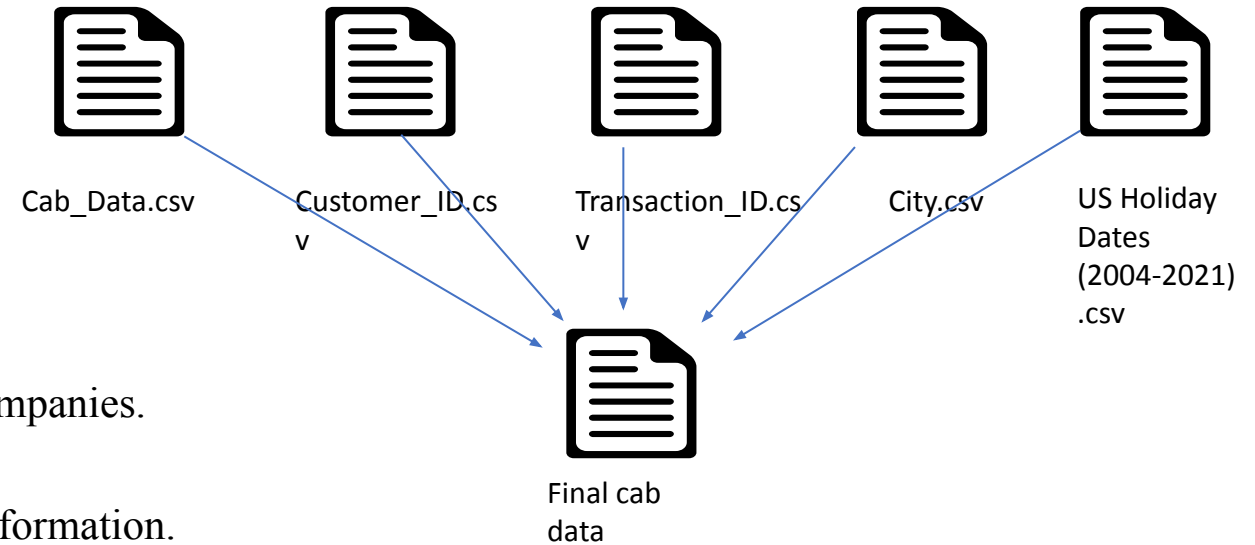 Cab_Data.csv
Customer_ID.cs
v
Transaction_ID.cs
v
City.csv
US Holiday
Dates
(2004-2021)
.csv
mpanies.
formation.
Final cab
data